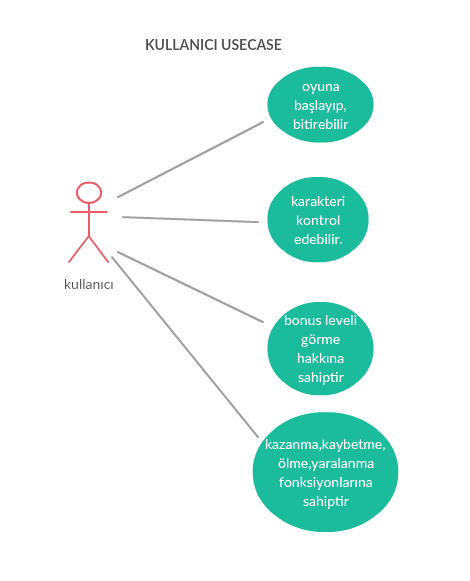 KULLANICI USECASE
oyuna
başlayıp,
bitirebilir
karakteri
kontrol
edebilir.
kullanıcı
bonus leveli
görme
hakkına
sahiptir
kazanma,kaybetme,
ölme,yaralanma
fonksiyonlarına
sahiptir